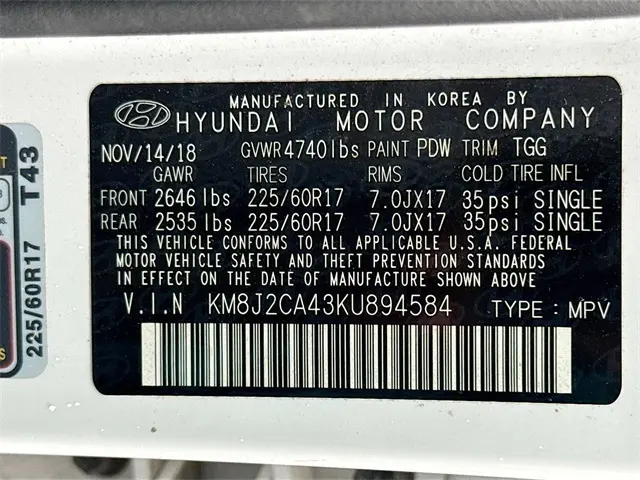 MANUFACTURED IN KOREA BY
HYUNDAI MOTOR COMPANY
NOV/14/18 GVWR 4740lbs PAINT PDW TRIM TGG
GAWR TIRES RIMS COLD TIRE INFL
FRONT 2646 lbs 225/60R17 7.0JX17 35psi SINGLE
REAR 2535 lbs 225/60R17 7.0JX17 35psi SINGLE
THIS VEHICLE CONFORMS TO ALL APPLICABLE U.S.A. FEDERAL
MOTOR VEHICLE SAFETY AND THEFT PREVENTION STANDARDS
IN EFFECT ON THE DATE OF MANUFACTURE SHOWN ABOVE.
V.I.N KM8J2CA43KU894584 TYPE : MPV
225/60R17 T43